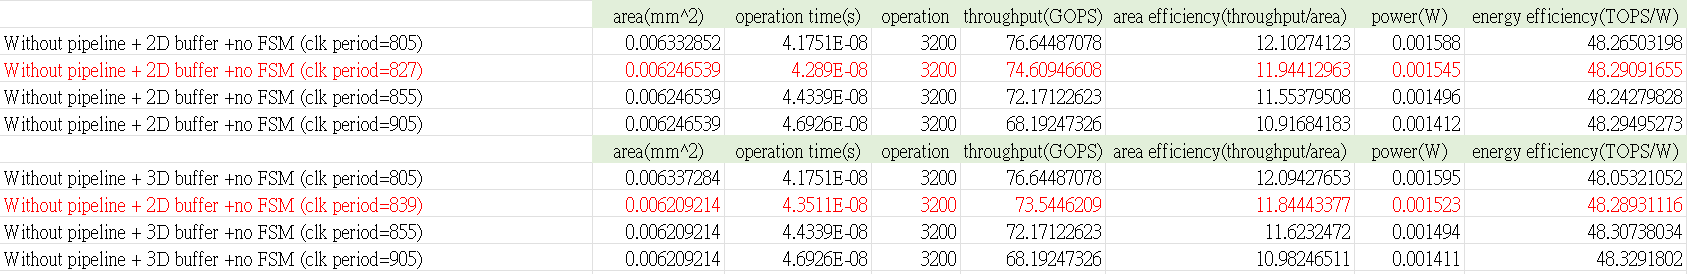 area(mm^2) operation time(s) operation throughput(GOPS) area efficiency(throughput/area) power(W) energy efficiency(TOPS/W)
Without pipeline + 2D buffer +no FSM (clk period=805) 0.006332852 4.1751E-08 3200 76.64487078 12.10274123 0.001588 48.26503198
Without pipeline + 2D buffer +no FSM (clk period=827) 0.006246539 4.289E-08 3200 74.60946608 11.94412963 0.001545 48.29091655
Without pipeline + 2D buffer +no FSM (clk period=855) 0.006246539 4.4339E-08 3200 72.17122623 11.55379508 0.001496 48.24279828
Without pipeline + 2D buffer +no FSM (clk period=905) 0.006246539 4.6926E-08 3200 68.19247326 10.91684183 0.001412 48.29495273
area(mm^2) operation time(s) operation throughput(GOPS) area efficiency(throughput/area) power(W) energy efficiency(TOPS/W)
Without pipeline + 3D buffer +no FSM (clk period=805) 0.006337284 4.1751E-08 3200 76.64487078 12.09427653 0.001595 48.05321052
Without pipeline + 2D buffer +no FSM (clk period=839) 0.006209214 4.3511E-08 3200 73.5446209 11.84443377 0.001523 48.28931116
Without pipeline + 3D buffer +no FSM (clk period=855) 0.006209214 4.4339E-08 3200 72.17122623 11.6232472 0.001494 48.30738034
Without pipeline + 3D buffer +no FSM (clk period=905) 0.006209214 4.6926E-08 3200 68.19247326 10.98246511 0.001411 48.3291802